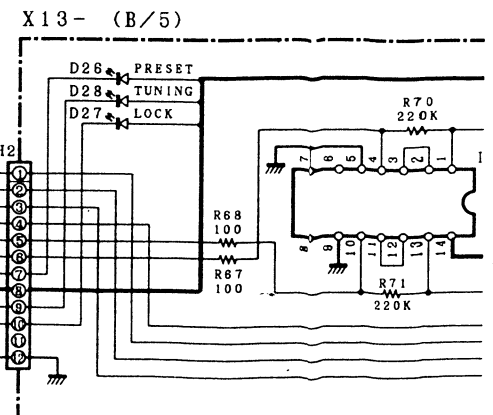 X13- (B/5)
D26 PRESET
D28 TUNING
D27 LOCK
R70
220K
H2
7 6 5 4 3 2 1
1
2
3
4
5
6
7
8
9
10
11
12
R68
100
R67
100
8 9 10 11 12 13 14
R71
220K